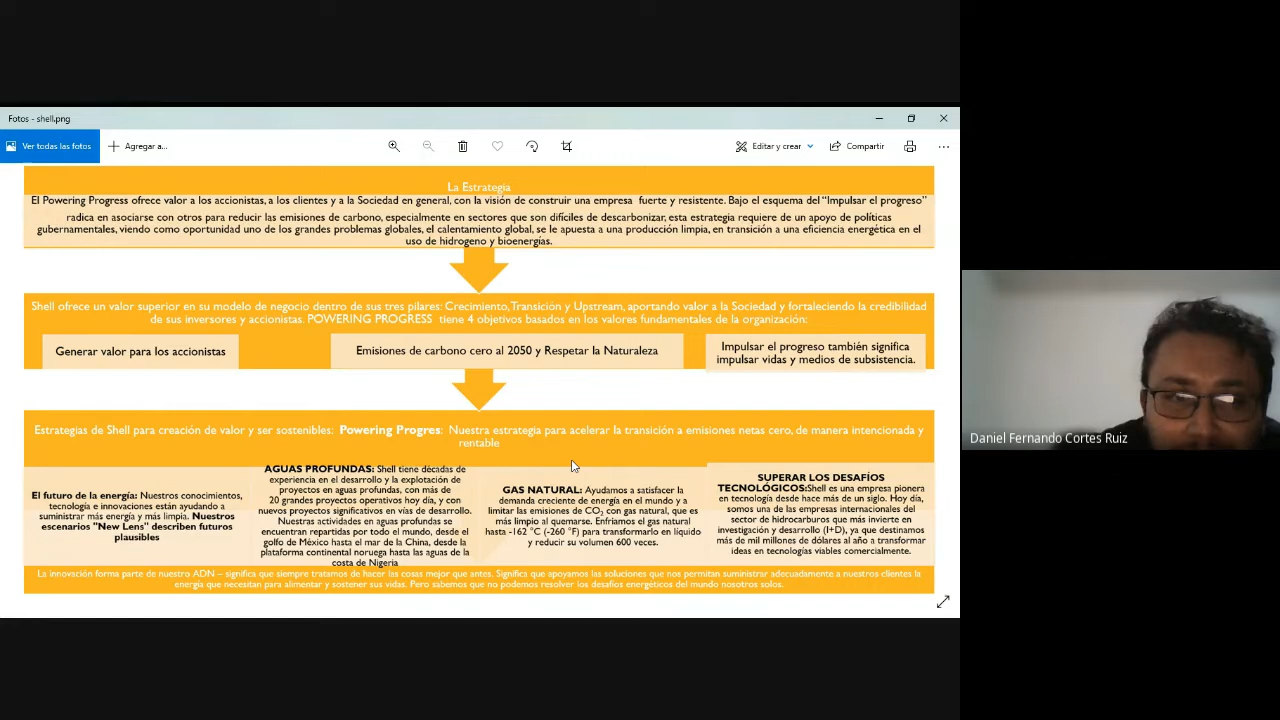 Fotos - shell.png
Ver todas las fotos
Agregar a...
Editar y crear
Compartir
La Estrategia
El Powering Progress ofrece valor a los accionistas, a los clientes y a la Sociedad en general, con la visión de construir una empresa fuerte y resistente. Bajo el esquema del "Impulsar el progreso"
radica en asociarse con otros para reducir las emisiones de carbono, especialmente en sectores que son difíciles de descarbonizar, esta estrategia requiere de un apoyo de políticas
gubernamentales, viendo como oportunidad uno de los grandes problemas globales, el calentamiento global, se le apuesta a una producción limpia, en transición a una eficiencia energética en el
uso de hidrogeno y bioenergías.
Shell ofrece un valor superior en su modelo de negocio dentro de sus tres pilares: Crecimiento, Transición y Upstream, aportando valor a la Sociedad y fortaleciendo la credibilidad
de sus inversores y accionistas. POWERING PROGRESS tiene 4 objetivos basados en los valores fundamentales de la organización:
Generar valor para los accionistas
Emisiones de carbono cero al 2050 y Respetar la Naturaleza
Impulsar el progreso también significa
impulsar vidas y medios de subsistencia.
Estrategias de Shell para creación de valor y ser sostenibles: Powering Progres: Nuestra estrategia para acelerar la transición a emisiones netas cero, de manera intencionada y
rentable
El futuro de la energía: Nuestros conocimientos,
tecnología e innovaciones están ayudando a
suministrar más energía y más limpia. Nuestros
escenarios "New Lens" describen futuros
plausibles
AGUAS PROFUNDAS: Shell tiene décadas de
experiencia en el desarrollo y la explotación de
proyectos en aguas profundas, con más de
20 grandes proyectos operativos hoy día, y con
nuevos proyectos significativos en vías de desarrollo.
Nuestras actividades en aguas profundas se
encuentran repartidas por todo el mundo, desde el
golfo de México hasta el mar de la China, desde la
plataforma continental noruega hasta las aguas de la
costa de Nigeria
GAS NATURAL: Ayudamos a satisfacer la
demanda creciente de energía en el mundo y a
limitar las emisiones de CO₂ con gas natural, que es
más limpio al quemarse. Enfriamos el gas natural
hasta -162 °C (-260 °F) para transformarlo en líquido
y reducir su volumen 600 veces.
SUPERAR LOS DESAFÍOS
TECNOLÓGICOS:Shell es una empresa pionera
en tecnología desde hace más de un siglo. Hoy día,
somos una de las empresas internacionales del
sector de hidrocarburos que más invierte en
investigación y desarrollo (I+D), ya que destinamos
más de mil millones de dólares al año a transformar
ideas en tecnologías viables comercialmente.
La innovación forma parte de nuestro ADN – significa que siempre tratamos de hacer las cosas mejor que antes. Significa que apoyamos las soluciones que nos permitan suministrar adecuadamente a nuestros clientes la
energía que necesitan para alimentar y sostener sus vidas. Pero sabemos que no podemos resolver los desafíos energéticos del mundo nosotros solos.
Daniel Fernando Cortes Ruiz